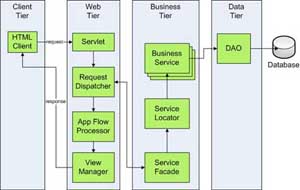 Client
Tier
Web
Tier
Business
Tier
Data
Tier
HTML
Client
request
Servlet
Business
Service
DAO
Database
Request
Dispatcher
response
App Flow
Processor
Service
Locator
View
Manager
Service
Facade